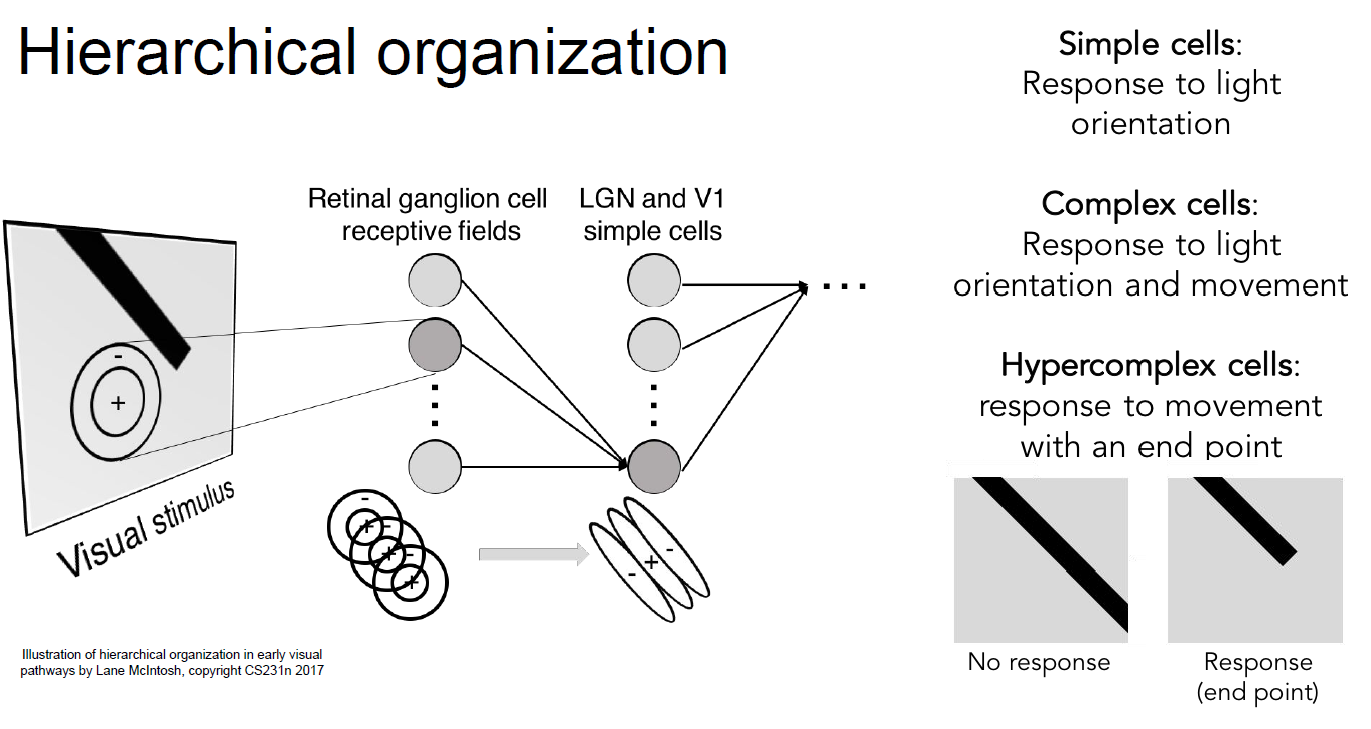 Hierarchical organization
Simple cells:
Response to light
orientation
Complex cells:
Response to light
orientation and movement
Hypercomplex cells:
response to movement
with an end point
No response
Response
(end point)
Retinal ganglion cell
receptive fields
LGN and V1
simple cells
. . .
-
+
Visual stimulus
-
+
-
+
-
+
-
+
-
Illustration of hierarchical organization in early visual
pathways by Lane McIntosh, copyright CS231n 2017